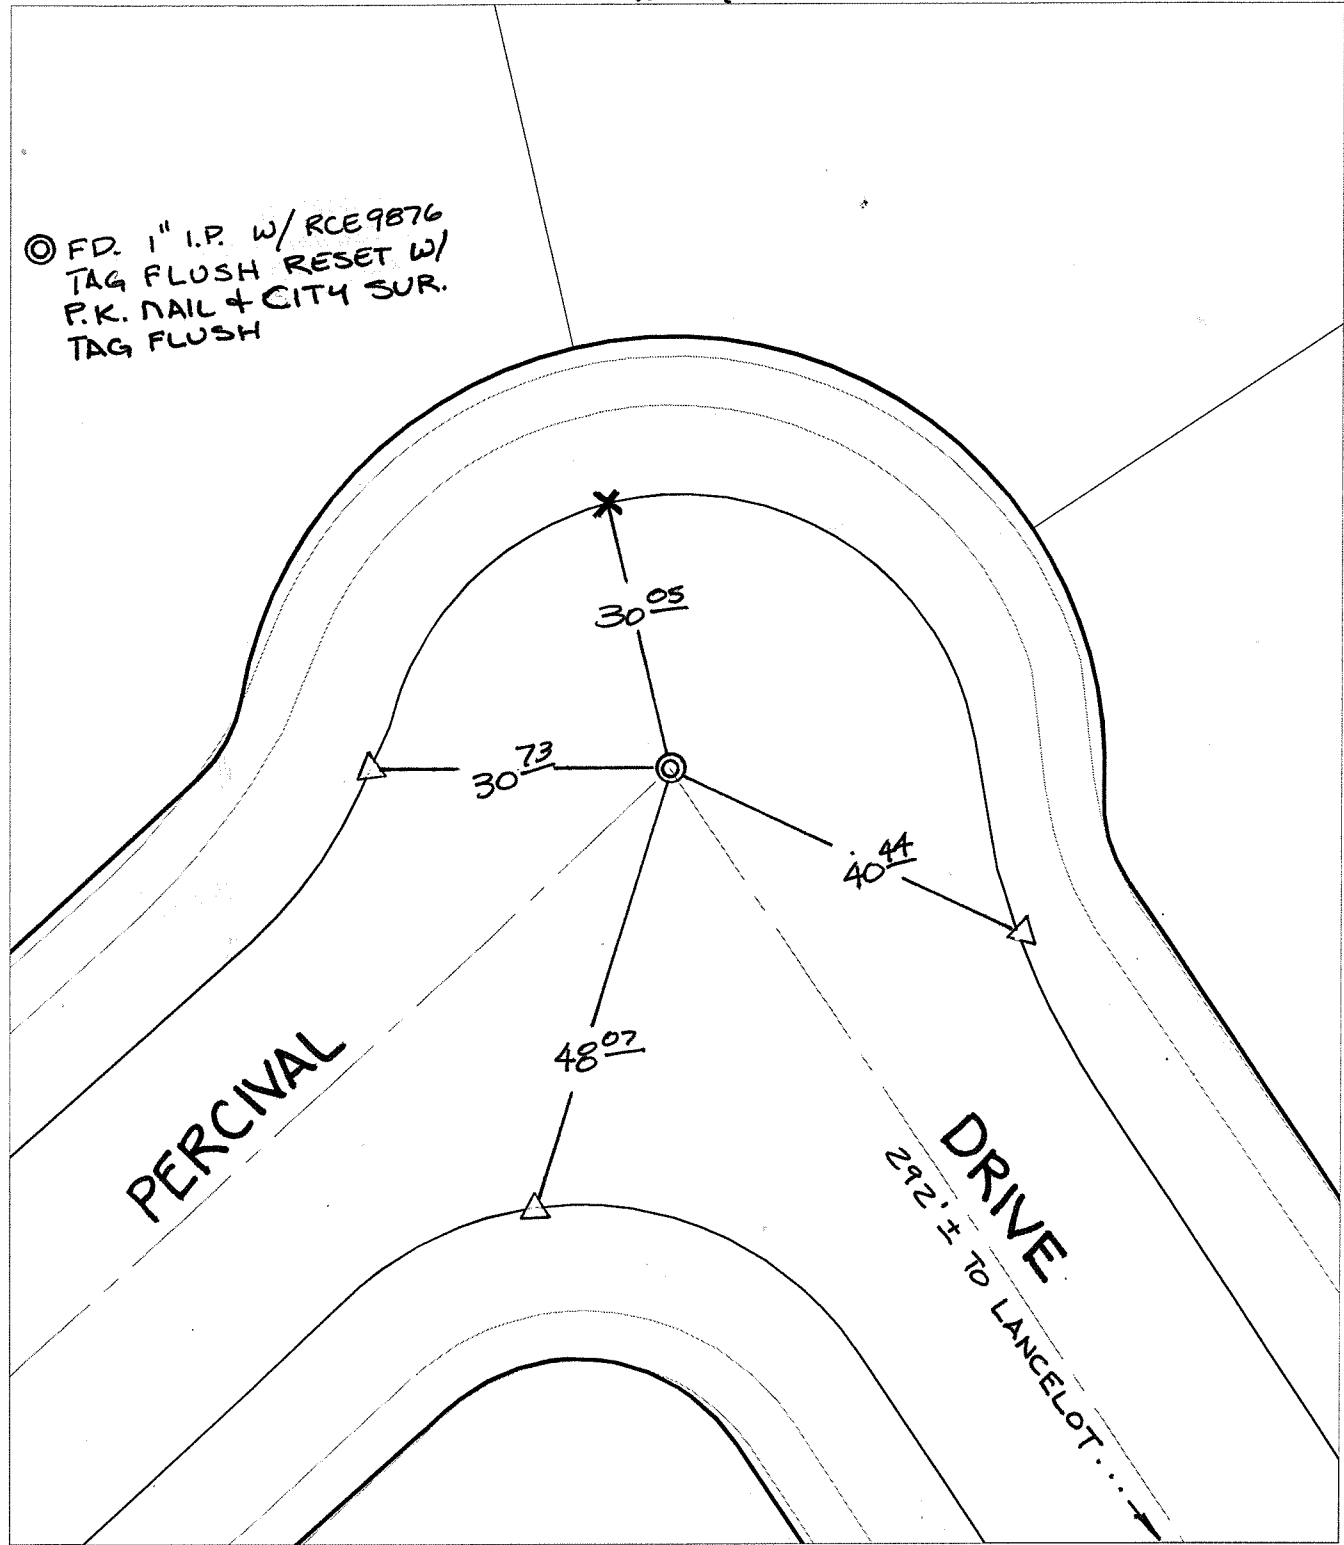 FD. 1" I.P. W/ RCE9876
TAG FLUSH RESET W/
P.K. NAIL & CITY SUR.
TAG FLUSH
30 05
30 73
40 44
48 07
PERCIVAL
DRIVE
292'± TO LANCELOT....